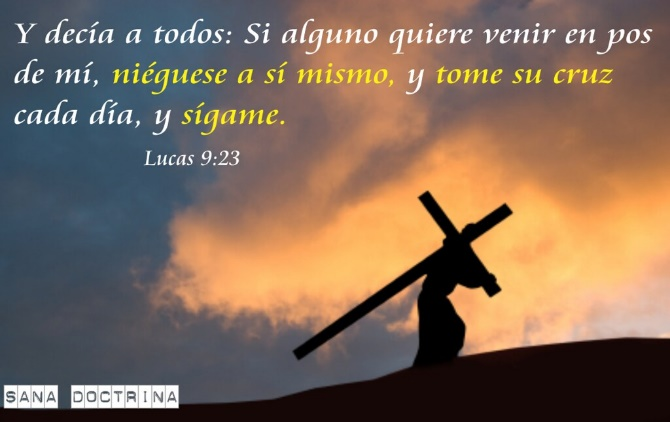 Y decía a todos: Si alguno quiere venir en pos
de mí, niéguese a sí mismo, y tome su cruz
cada día, y sígame.
Lucas 9:23
SANA DOCTRINA